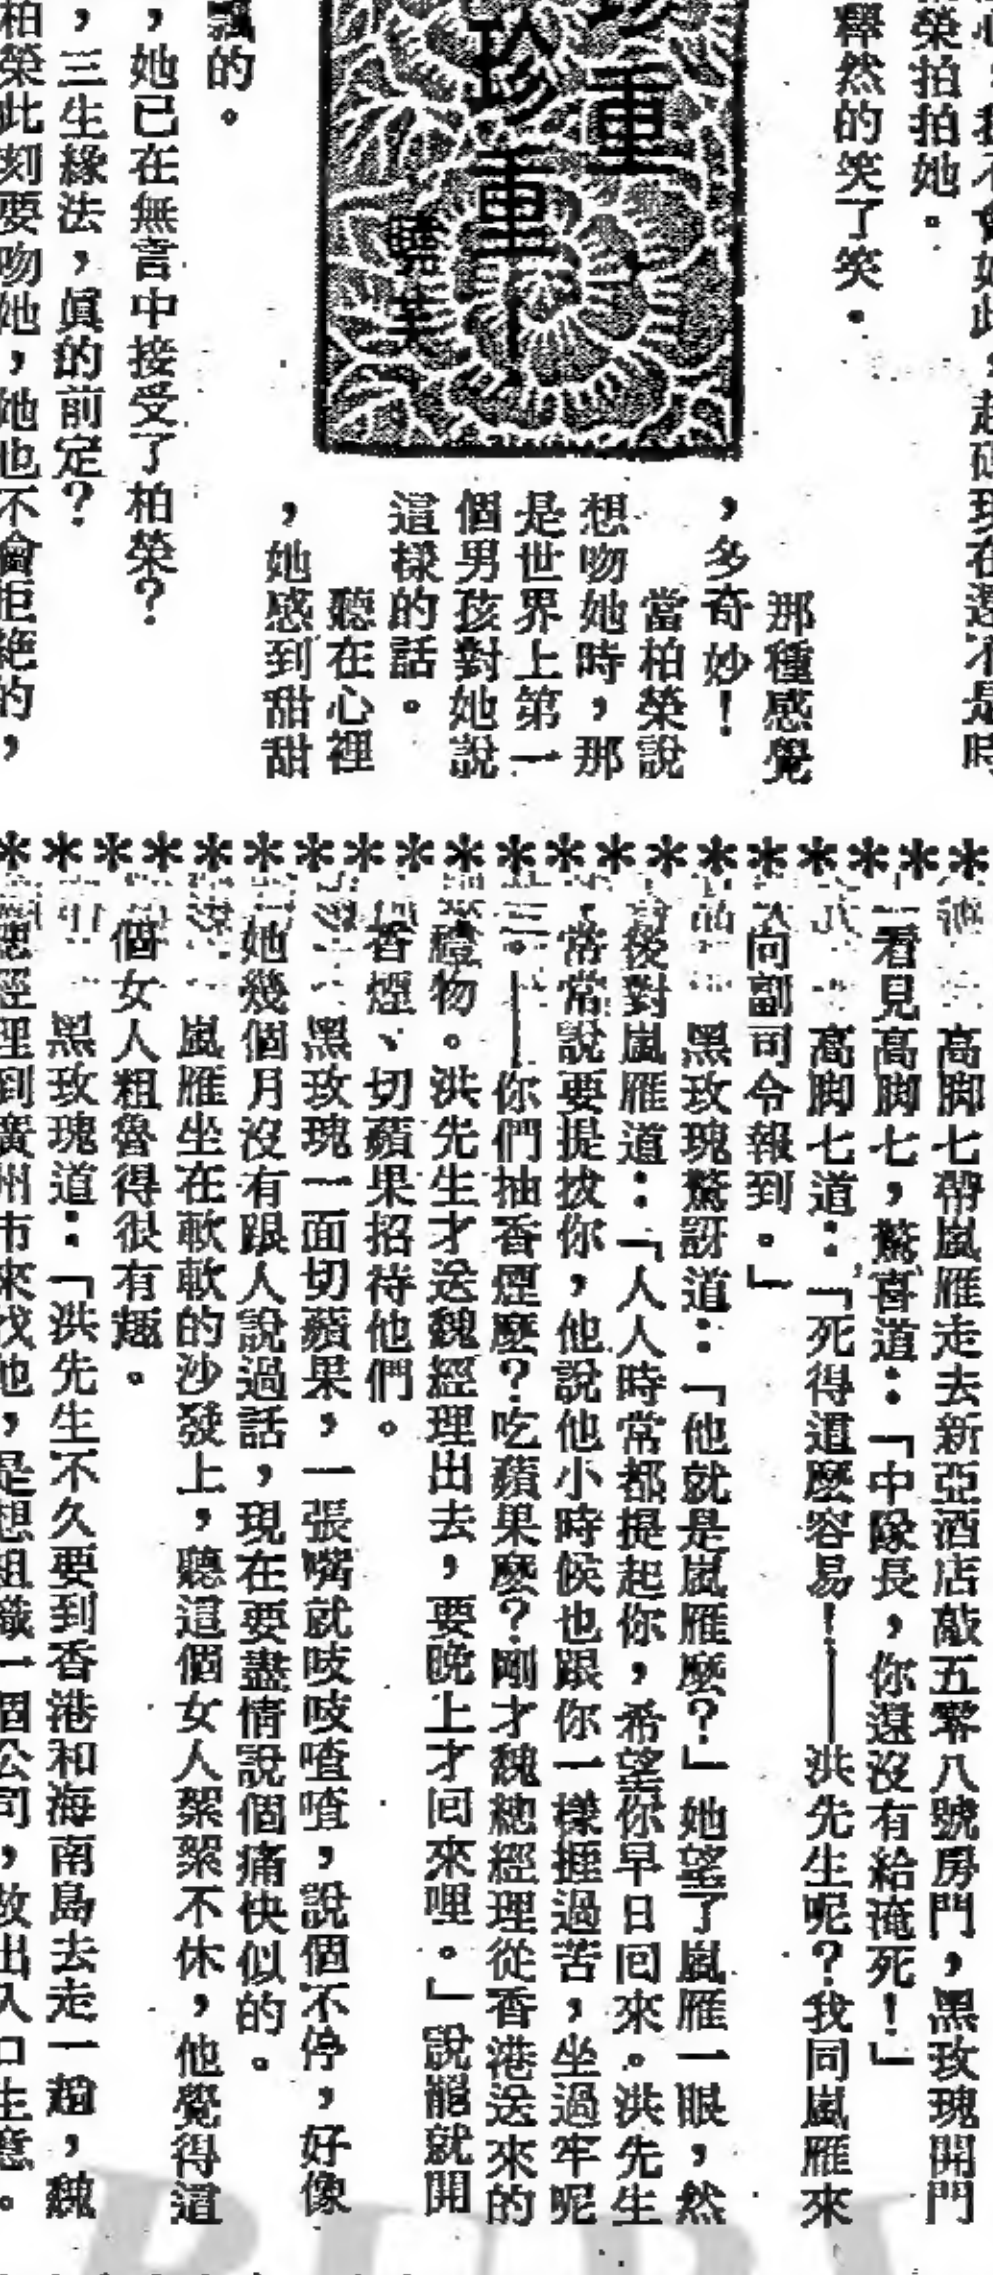 榮拍拍她。
釋然的笑了笑。
重
珍重
曉芙
那種感覺
，多奇妙！
當柏榮說
想吻她時，那
是世界上第一
個男孩對她說
這樣的話。
聽在心裡
，她感到甜甜
飄的。
，她已在無言中接受了柏榮？
，三生緣法，眞的前定？
柏榮此刻要吻她，她也不會拒絕的，
********************
高脚七帶嵐雁走去新亞酒店敲五零八號房門，黑玫瑰開門
一看見高脚七，驚喜道：「中隊長，你還沒有給淹死！」
高脚七道：「死得這麼容易！——洪先生呢？我同嵐雁來
向副司令報到。」
黑玫瑰驚訝道：「他就是嵐雁麼？」她望了嵐雁一眼，然
後對嵐雁道：「人人時常都提起你，希望你早日回來。洪先生
常常說要提拔你，他說他小時候也跟你一樣捱過苦，坐過牢呢
。——你們抽香煙麼？吃蘋果麼？剛才魏總經理從香港送來的
禮物。洪先生才送魏經理出去，要晚上才回來哩。」說罷就開
香煙、切蘋果招待他們。
黑玫瑰一面切蘋果，一張嘴就吱吱喳喳，說個不停，好像
她幾個月沒有跟人說過話，現在要盡情說個痛快似的。
嵐雁坐在軟軟的沙發上，聽這個女人絮絮不休，他覺得這
個女人粗魯得很有趣。
黑玫瑰道：「洪先生不久要到香港和海南島去走一趟，魏
總經理到廣州市來找他，是想組織一個公司，做出入口生意。